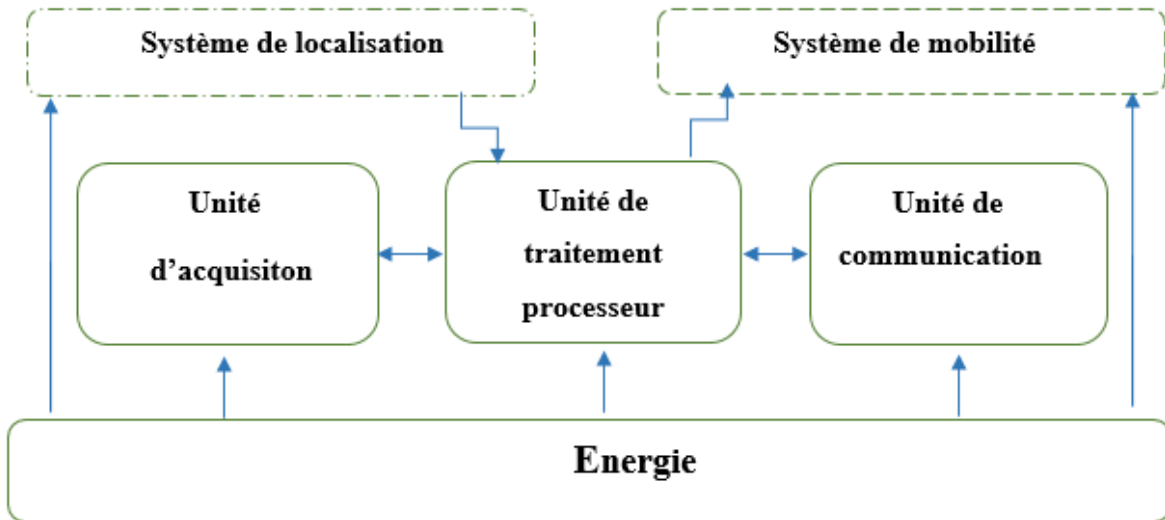 Système de localisation
Système de mobilité
Unité
d’acquisiton
Unité de
traitement
processeur
Unité de
communication
Energie